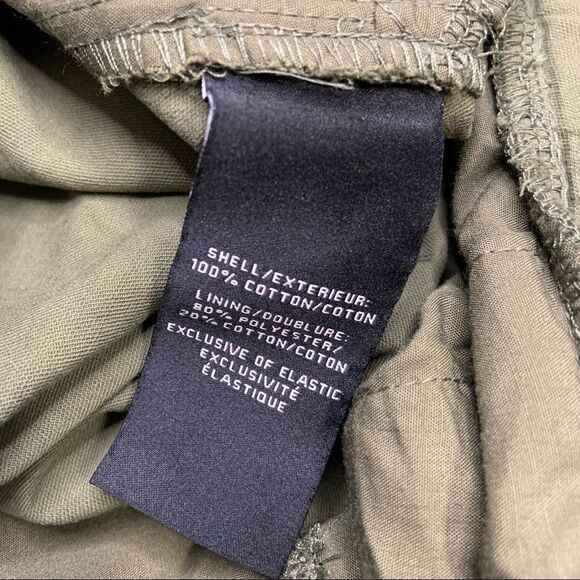 SHELL/EXTERIEUR:
100% COTTON/COTON
LINING/DOUBLURE:
80% POLYESTER/
20% COTTON/COTON
EXCLUSIVE OF ELASTIC
EXCLUSIVITÉ
ÉLASTIQUE